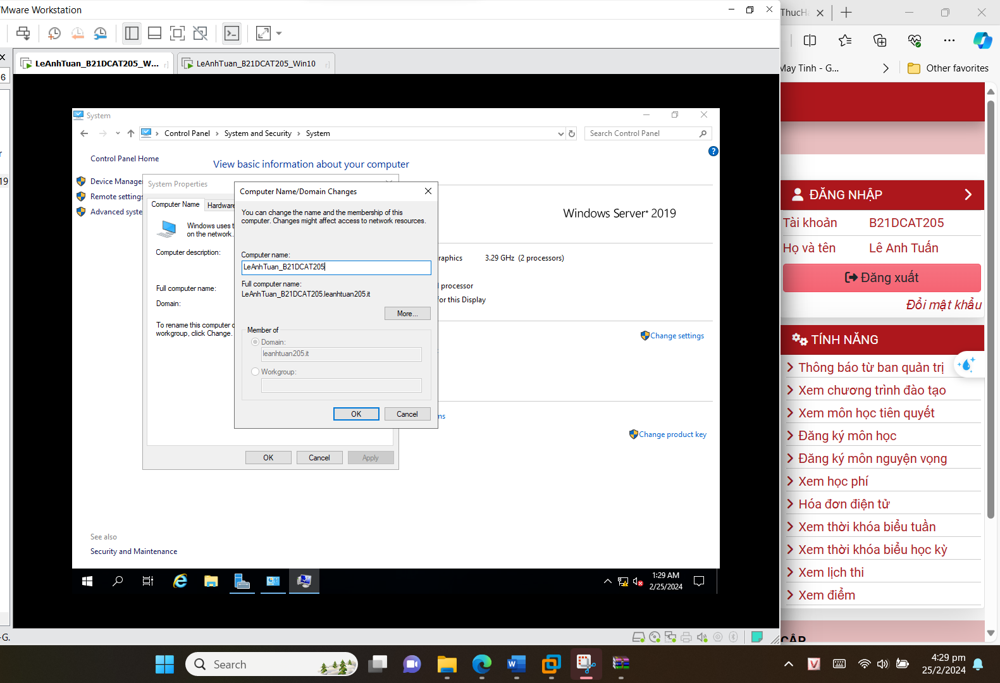 VMware Workstation
6
r
19
-G.
LeAnhTuan_B21DCAT205_W...
LeAnhTuan_B21DCAT205_Win10
System
Control Panel
System and Security
System
Search Control Panel
Control Panel Home
View basic information about your computer
Device Manage
Remote settings
Advanced syste
System Properties
Computer Name
Hardware
Windows uses t
on the network.
Computer description:
Full computer name:
Domain:
To rename this computer o
workgroup, click Change.
OK
Cancel
Apply
Computer Name/Domain Changes
You can change the name and the membership of this
computer. Changes might affect access to network resources.
Computer name:
LeAnhTuan_B21DCAT205
Full computer name:
LeAnhTuan_B21DCAT205.leanhtuan205.it
More...
Member of
Domain:
leanhtuan205.it
Workgroup:
OK
Cancel
Windows Server® 2019
raphics
3.29 GHz (2 processors)
processor
for this Display
Change settings
ms
Change product key
See also
Security and Maintenance
1:29 AM
2/25/2024
ThucHa
May Tinh - G...
Other favorites
ĐĂNG NHẬP
Tài khoản B21DCAT205
Họ và tên Lê Anh Tuấn
Đăng xuất
Đổi mật khẩu
TÍNH NĂNG
Thông báo từ ban quản trị
Xem chương trình đào tạo
Xem môn học tiên quyết
Đăng ký môn học
Đăng ký môn nguyện vọng
Xem học phí
Hóa đơn điện tử
Xem thời khóa biểu tuần
Xem thời khóa biểu học kỳ
Xem lịch thi
Xem điểm
Search
4:29 pm
25/2/2024